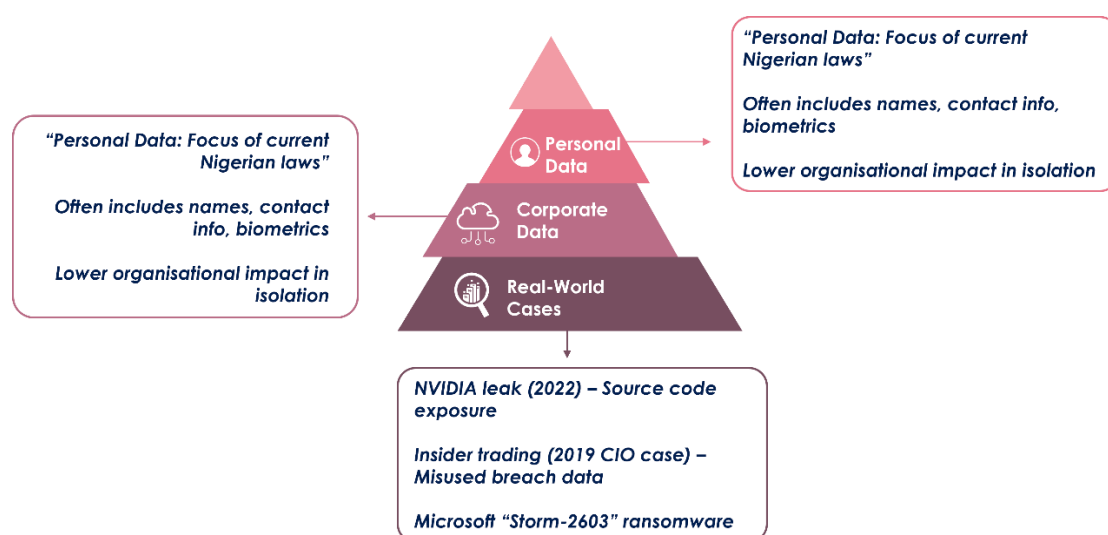 “Personal Data: Focus of current
Nigerian laws”
Often includes names, contact info,
biometrics
Lower organisational impact in isolation
Personal
Data
“Personal Data: Focus of current
Nigerian laws”
Often includes names, contact
info, biometrics
Lower organisational impact in
isolation
Corporate
Data
Real-World
Cases
NVIDIA leak (2022) – Source code
exposure
Insider trading (2019 CIO case) –
Misused breach data
Microsoft “Storm-2603” ransomware